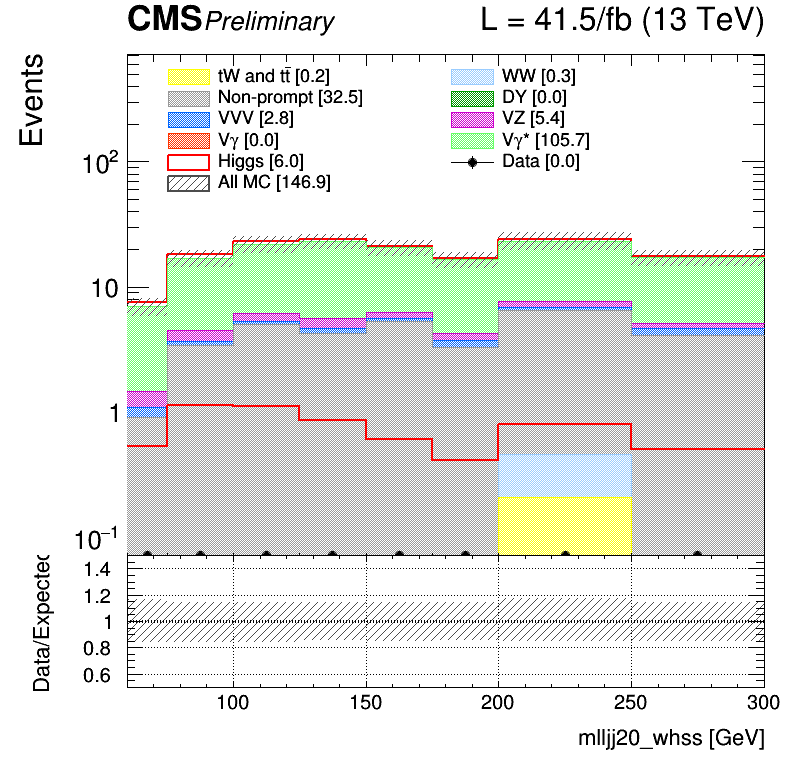 CMS Preliminary L = 41.5/fb (13 TeV)
Events
tW and tt̄ [0.2] WW [0.3]
Non-prompt [32.5] DY [0.0]
VVV [2.8] VZ [5.4]
Vγ [0.0] Vγ* [105.7]
Higgs [6.0] Data [0.0]
All MC [146.9]
10²
10
1
10⁻¹
Data/Expected
1.4
1.2
1
0.8
0.6
100 150 200 250 300
mlljj20_whss [GeV]